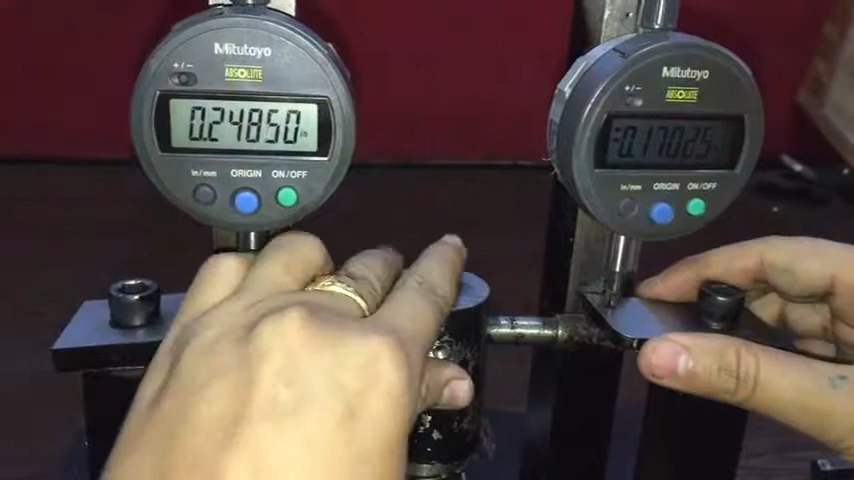 Mitutoyo
+/−
ABSOLUTE
0.24850 in
in/mm ORIGIN ON/OFF
Mitutoyo
+/−
ABSOLUTE
-0.17025
in/mm ORIGIN ON/OFF